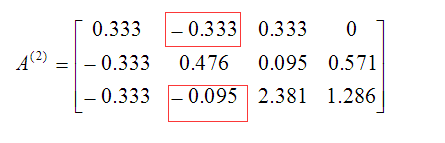 0.333 – 0.333 0.333 0
A⁽²⁾ = – 0.333 0.476 0.095 0.571
– 0.333 – 0.095 2.381 1.286